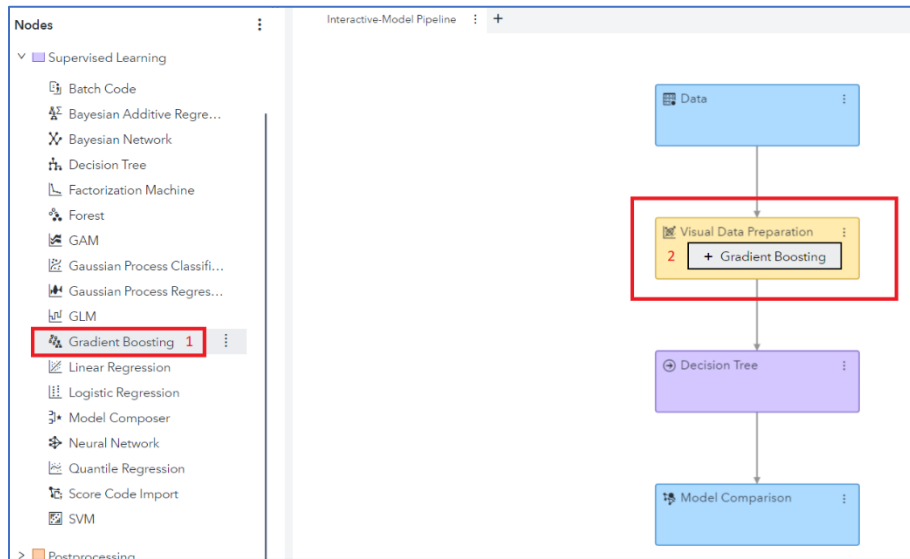 Nodes
Supervised Learning
Batch Code
Bayesian Additive Regre...
Bayesian Network
Decision Tree
Factorization Machine
Forest
GAM
Gaussian Process Classifi...
Gaussian Process Regres...
GLM
Gradient Boosting 1
Linear Regression
Logistic Regression
Model Composer
Neural Network
Quantile Regression
Score Code Import
SVM
Postprocessing
Interactive-Model Pipeline
+
Data
Visual Data Preparation
2 + Gradient Boosting
Decision Tree
Model Comparison